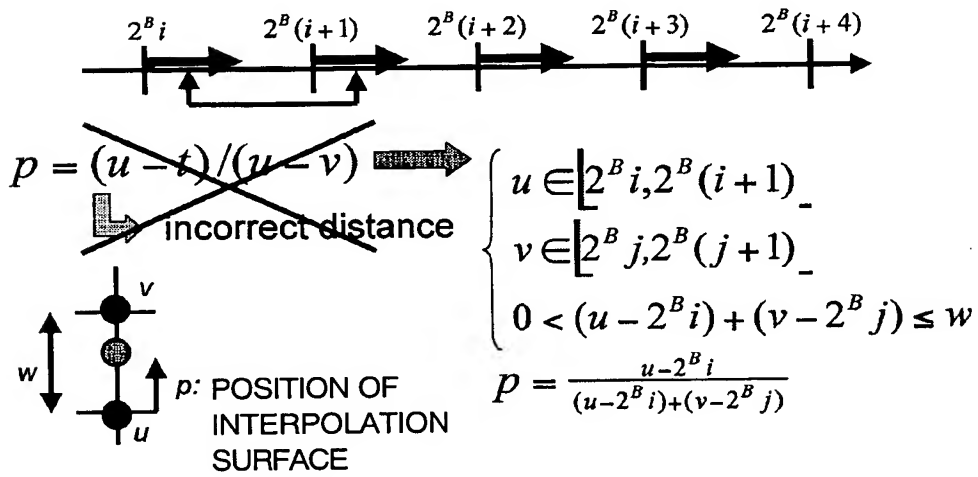 2^B i 2^B (i+1) 2^B (i+2) 2^B (i+3) 2^B (i+4)
p = (u − t)/(u − v)
incorrect distance
u ∈ ⌊2^B i, 2^B (i + 1)_
v ∈ ⌊2^B j, 2^B (j + 1)_
0 < (u − 2^B i) + (v − 2^B j) ≤ w
p = \frac{u−2^B i}{(u−2^B i)+(v−2^B j)}
v
w
u
p: POSITION OF
INTERPOLATION
SURFACE